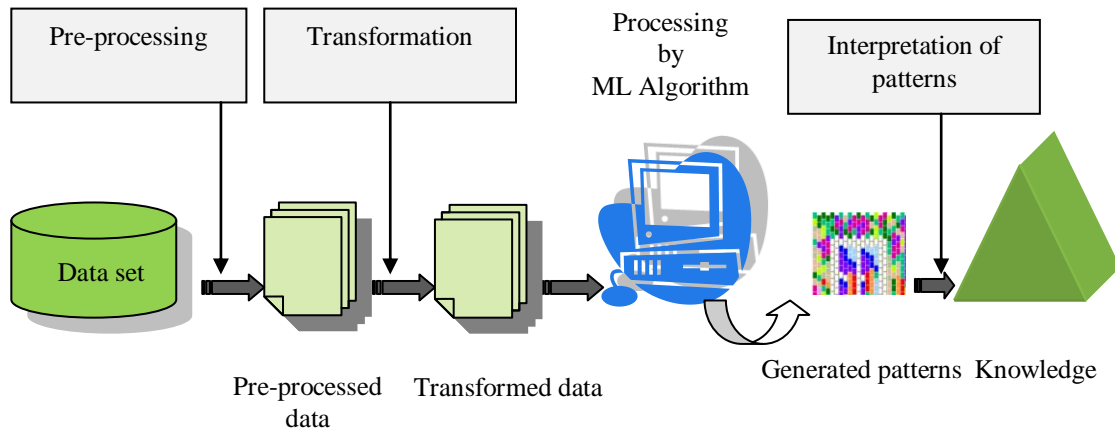 Pre-processing
Transformation
Processing
by
ML Algorithm
Interpretation of
patterns
Data set
Pre-processed
data
Transformed data
Generated patterns
Knowledge